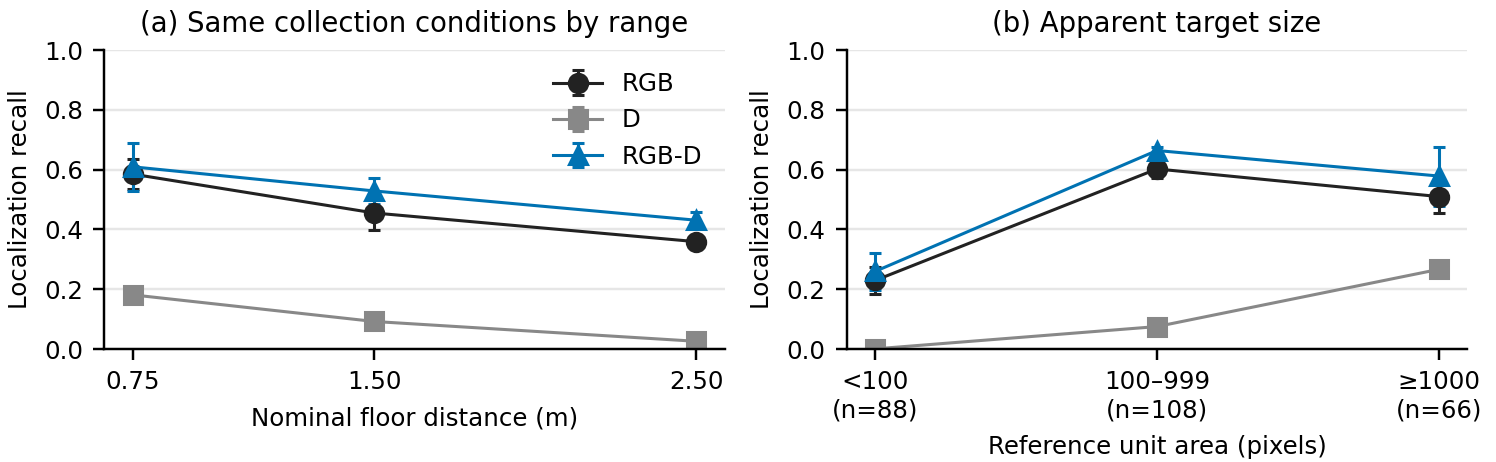 (a) Same collection conditions by range
Localization recall
1.0
0.8
0.6
0.4
0.2
0.0
RGB
D
RGB-D
0.75 1.50 2.50
Nominal floor distance (m)
(b) Apparent target size
Localization recall
1.0
0.8
0.6
0.4
0.2
0.0
<100 100–999 ≥1000
(n=88) (n=108) (n=66)
Reference unit area (pixels)